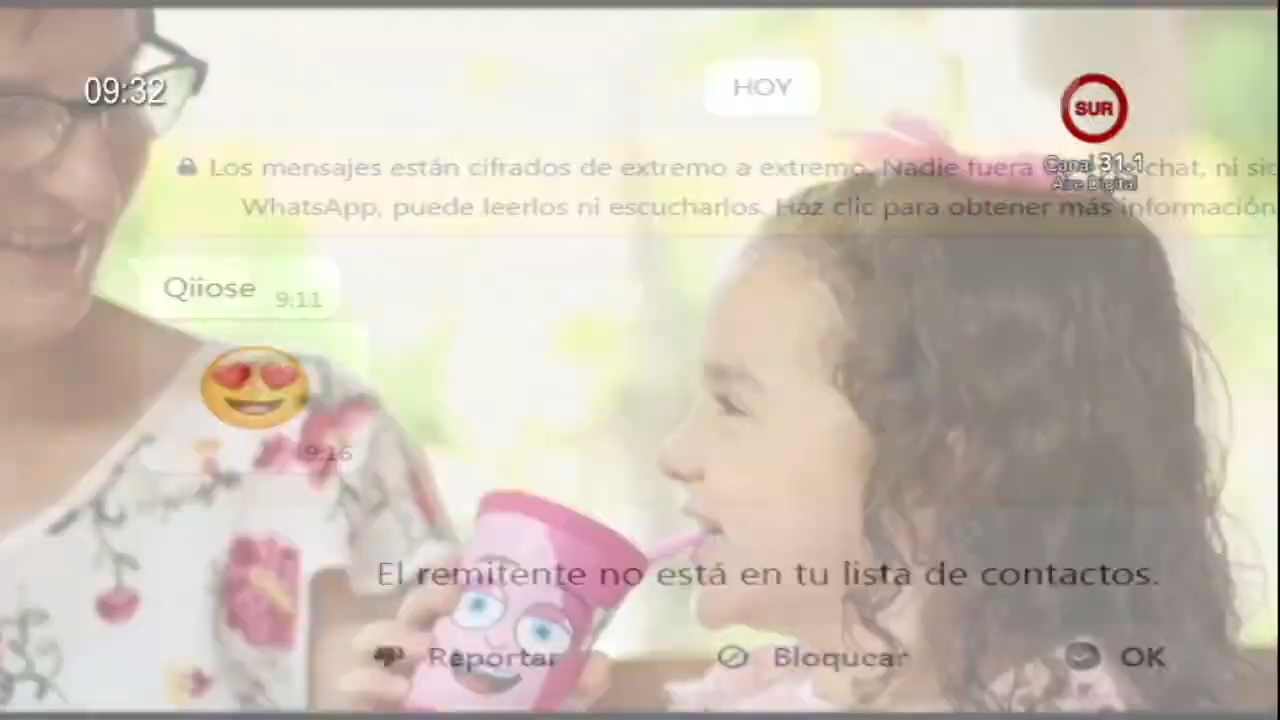 09:32
HOY
SUR
Los mensajes están cifrados de extremo a extremo. Nadie fuera chat, ni
Canal 31.1
Aire Digital
WhatsApp, puede leerlos ni escucharlos. Haz clic para obtener más información
Qiiose 9:11
9:16
El remitente no está en tu lista de contactos.
Reportar Bloquear OK